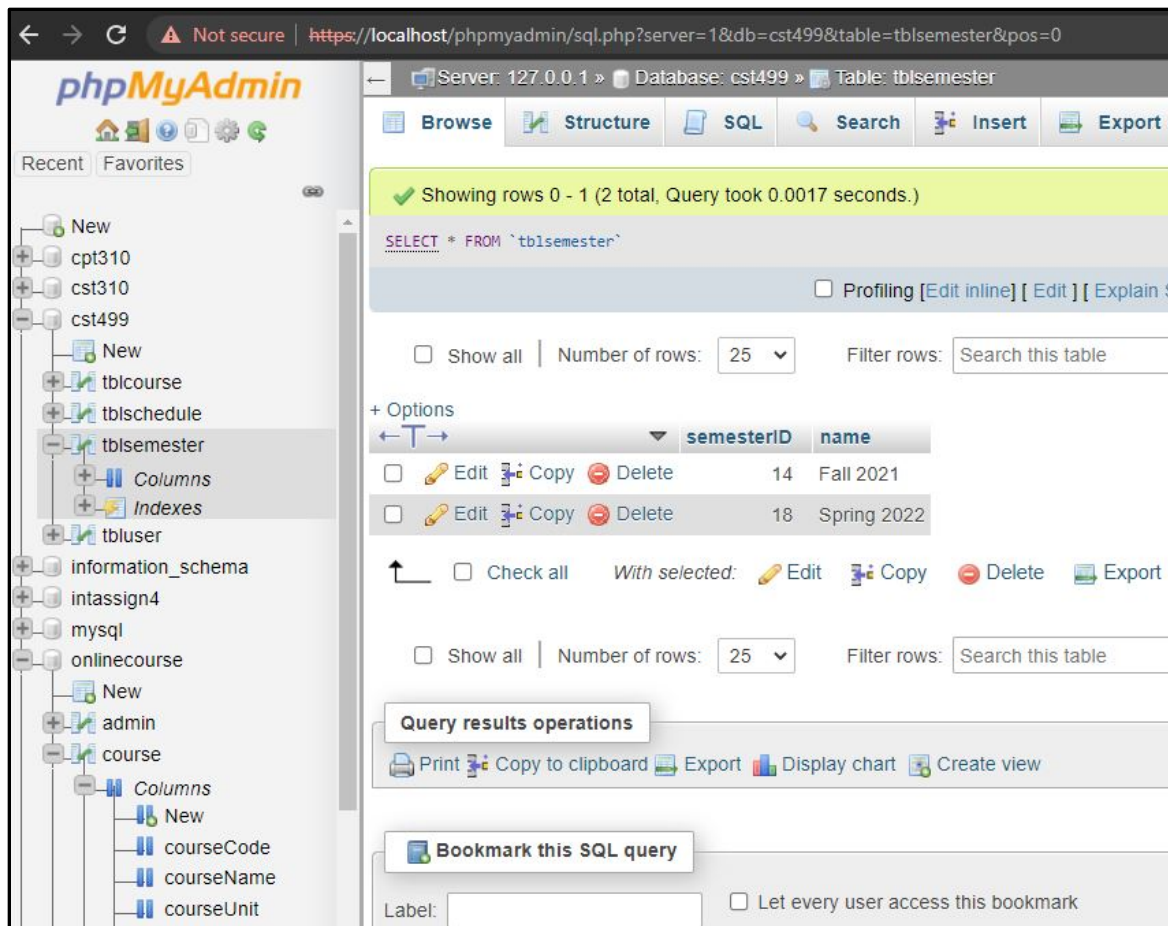 Not secure | https://localhost/phpmyadmin/sql.php?server=1&db=cst499&table=tblsemester&pos=0
phpMyAdmin
Recent Favorites
New
cpt310
cst310
cst499
New
tblcourse
tblschedule
tblsemester
Columns
Indexes
tbluser
information_schema
intassign4
mysql
onlinecourse
New
admin
course
Columns
New
courseCode
courseName
courseUnit
Server: 127.0.0.1 » Database: cst499 » Table: tblsemester
Browse Structure SQL Search Insert Export
Showing rows 0 - 1 (2 total, Query took 0.0017 seconds.)
SELECT * FROM `tblsemester`
Profiling [Edit inline] [ Edit ] [ Explain S
Show all | Number of rows: 25 Filter rows: Search this table
+ Options
←T→ semesterID name
Edit Copy Delete 14 Fall 2021
Edit Copy Delete 18 Spring 2022
Check all With selected: Edit Copy Delete Export
Show all | Number of rows: 25 Filter rows: Search this table
Query results operations
Print Copy to clipboard Export Display chart Create view
Bookmark this SQL query
Label: Let every user access this bookmark